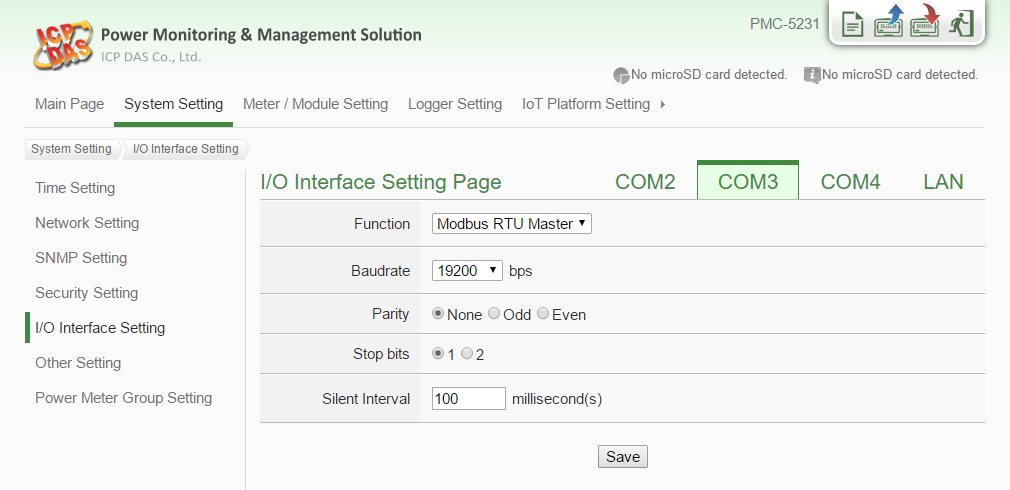 ICP DAS
Power Monitoring & Management Solution
ICP DAS Co., Ltd.
PMC-5231
No microSD card detected. No microSD card detected.
Main Page System Setting Meter / Module Setting Logger Setting IoT Platform Setting
System Setting I/O Interface Setting
Time Setting
Network Setting
SNMP Setting
Security Setting
I/O Interface Setting
Other Setting
Power Meter Group Setting
I/O Interface Setting Page COM2 COM3 COM4 LAN
Function Modbus RTU Master
Baudrate 19200 bps
Parity None Odd Even
Stop bits 1 2
Silent Interval 100 millisecond(s)
Save